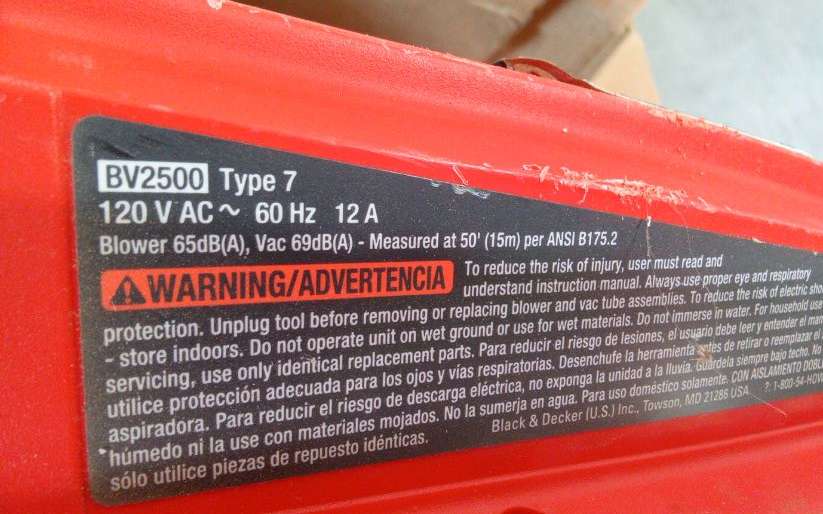 BV2500 Type 7
120 V AC ~ 60 Hz 12 A
Blower 65dB(A), Vac 69dB(A) - Measured at 50' (15m) per ANSI B175.2
WARNING/ADVERTENCIA To reduce the risk of injury, user must read and
understand instruction manual. Always use proper eye and respiratory
protection. Unplug tool before removing or replacing blower and vac tube assemblies. To reduce the risk of electric
- store indoors. Do not operate unit on wet ground or use for wet materials. Do not immerse in water. For household use
servicing, use only identical replacement parts. Para reducir el riesgo de lesiones, el usuario debe leer y entender el
utilice protección adecuada para los ojos y vías respiratorias. Desenchufe la herramienta antes de retirar o reemplazar el
aspiradora. Para reducir el riesgo de descarga eléctrica, no exponga la unidad a la lluvia. Guárdela siempre bajo techo. No
húmedo ni la use con materiales mojados. No la sumerja en agua. Para uso doméstico solamente. CON AISLAMIENTO
sólo utilice piezas de repuesto idénticas. Black & Decker (U.S.) Inc., Towson, MD 21286 USA ?: 1-800-54-HOW